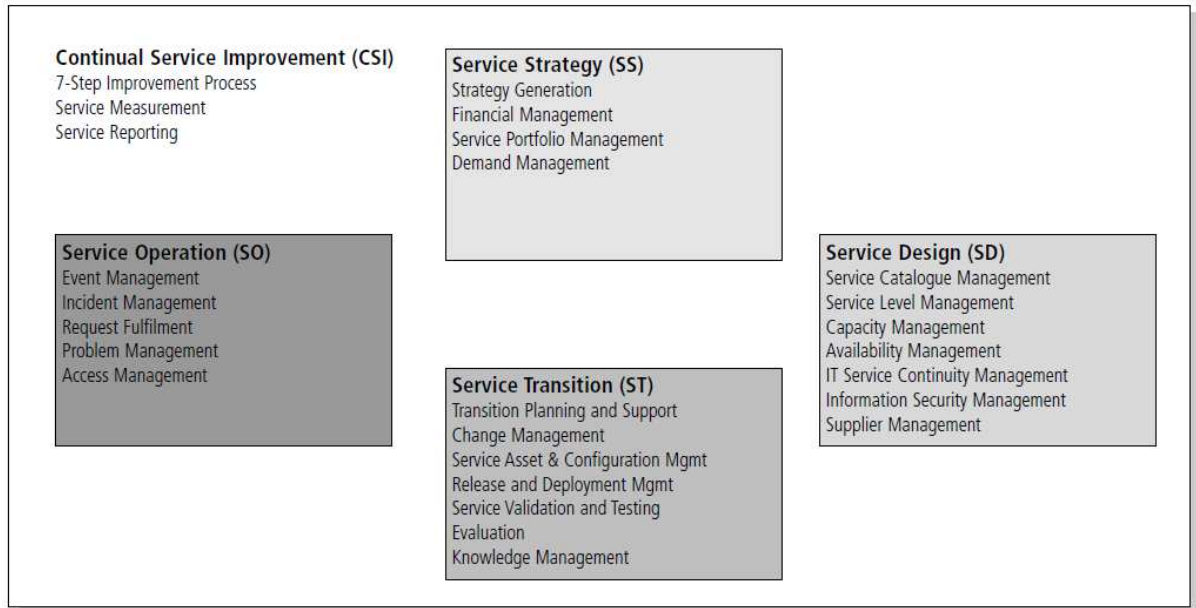 Continual Service Improvement (CSI)
7-Step Improvement Process
Service Measurement
Service Reporting
Service Strategy (SS)
Strategy Generation
Financial Management
Service Portfolio Management
Demand Management
Service Operation (SO)
Event Management
Incident Management
Request Fulfilment
Problem Management
Access Management
Service Design (SD)
Service Catalogue Management
Service Level Management
Capacity Management
Availability Management
IT Service Continuity Management
Information Security Management
Supplier Management
Service Transition (ST)
Transition Planning and Support
Change Management
Service Asset & Configuration Mgmt
Release and Deployment Mgmt
Service Validation and Testing
Evaluation
Knowledge Management